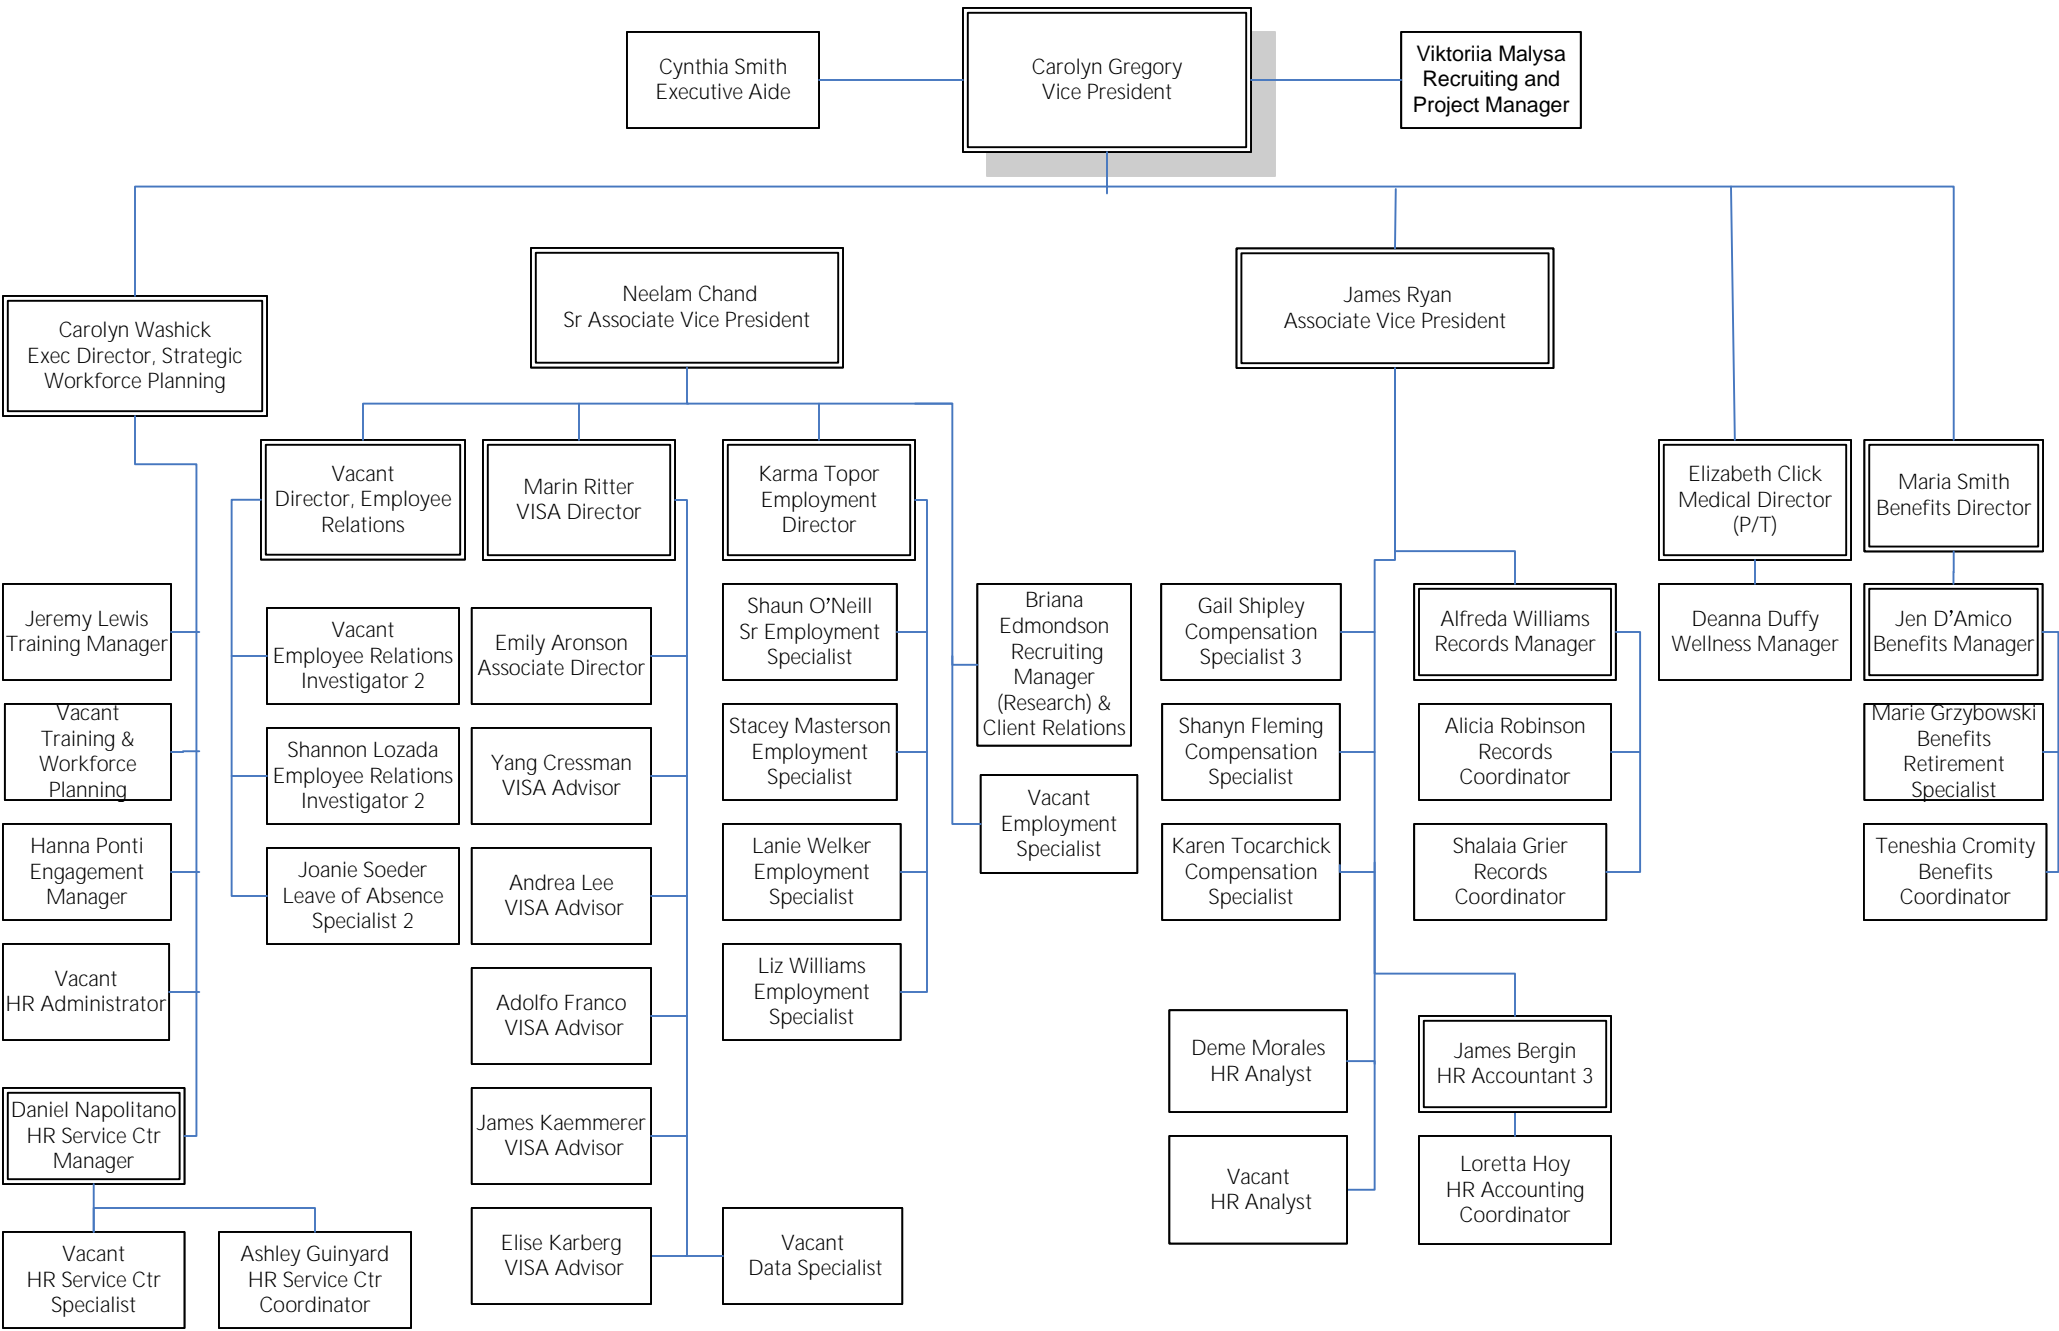 Cynthia Smith
Executive Aide
Carolyn Gregory
Vice President
Viktoriia Malysa
Recruiting and
Project Manager
Carolyn Washick
Exec Director, Strategic
Workforce Planning
Neelam Chand
Sr Associate Vice President
James Ryan
Associate Vice President
Vacant
Director, Employee
Relations
Marin Ritter
VISA Director
Karma Topor
Employment
Director
Elizabeth Click
Medical Director
(P/T)
Maria Smith
Benefits Director
Jeremy Lewis
Training Manager
Vacant
Training &
Workforce
Planning
Hanna Ponti
Engagement
Manager
Vacant
HR Administrator
Daniel Napolitano
HR Service Ctr
Manager
Vacant
HR Service Ctr
Specialist
Ashley Guinyard
HR Service Ctr
Coordinator
Vacant
Employee Relations
Investigator 2
Shannon Lozada
Employee Relations
Investigator 2
Joanie Soeder
Leave of Absence
Specialist 2
Emily Aronson
Associate Director
Yang Cressman
VISA Advisor
Andrea Lee
VISA Advisor
Adolfo Franco
VISA Advisor
James Kaemmerer
VISA Advisor
Elise Karberg
VISA Advisor
Vacant
Data Specialist
Shaun O’Neill
Sr Employment
Specialist
Stacey Masterson
Employment
Specialist
Lanie Welker
Employment
Specialist
Liz Williams
Employment
Specialist
Briana
Edmondson
Recruiting
Manager
(Research) &
Client Relations
Vacant
Employment
Specialist
Gail Shipley
Compensation
Specialist 3
Shanyn Fleming
Compensation
Specialist
Karen Tocarchick
Compensation
Specialist
Deme Morales
HR Analyst
Vacant
HR Analyst
Alfreda Williams
Records Manager
Alicia Robinson
Records
Coordinator
Shalaia Grier
Records
Coordinator
James Bergin
HR Accountant 3
Loretta Hoy
HR Accounting
Coordinator
Deanna Duffy
Wellness Manager
Jen D’Amico
Benefits Manager
Marie Grzybowski
Benefits
Retirement
Specialist
Teneshia Cromity
Benefits
Coordinator